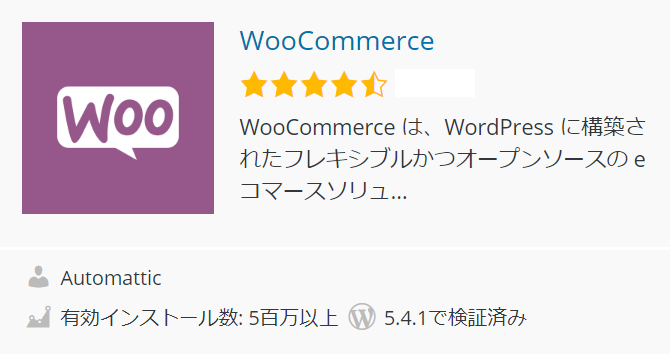 WOO
WooCommerce
WooCommerce は、WordPress に構築さ
れたフレキシブルかつオープンソースの e
コマースソリュ...
Automattic
有効インストール数: 5百万以上
5.4.1で検証済み